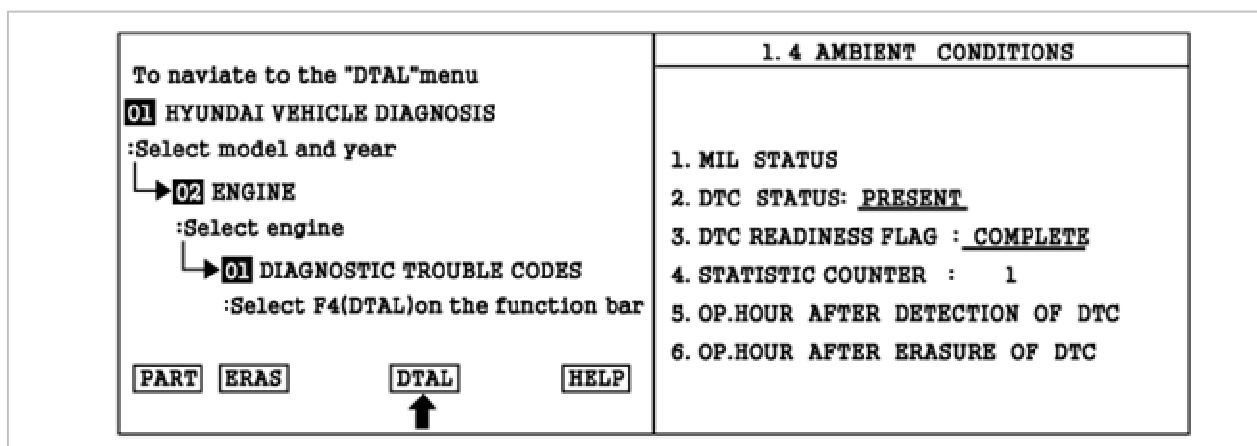 To naviate to the "DTAL"menu
01 HYUNDAI VEHICLE DIAGNOSIS
:Select model and year
02 ENGINE
:Select engine
01 DIAGNOSTIC TROUBLE CODES
:Select F4(DTAL)on the function bar
PART ERAS DTAL HELP
1.4 AMBIENT CONDITIONS
1. MIL STATUS
2. DTC STATUS: PRESENT
3. DTC READINESS FLAG : COMPLETE
4. STATISTIC COUNTER : 1
5. OP.HOUR AFTER DETECTION OF DTC
6. OP.HOUR AFTER ERASURE OF DTC